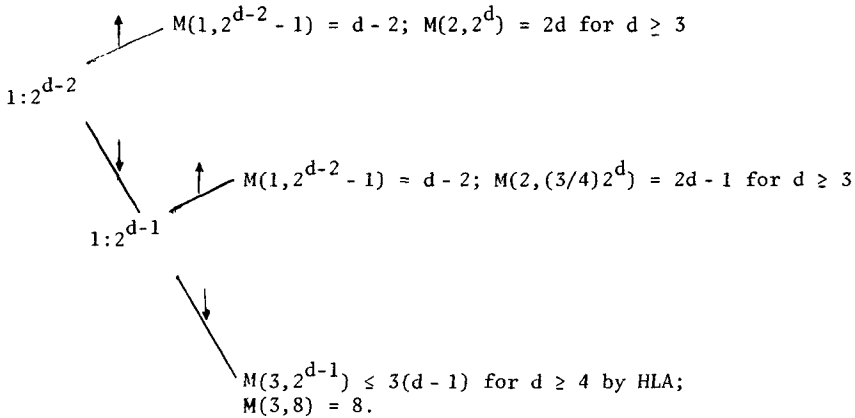 M(1,2^{d-2} - 1) = d - 2; M(2,2^d) = 2d for d ≥ 3
1:2^{d-2}
M(1,2^{d-2} - 1) = d - 2; M(2,(3/4)2^d) = 2d - 1 for d ≥ 3
1:2^{d-1}
M(3,2^{d-1}) ≤ 3(d - 1) for d ≥ 4 by HLA;
M(3,8) = 8.